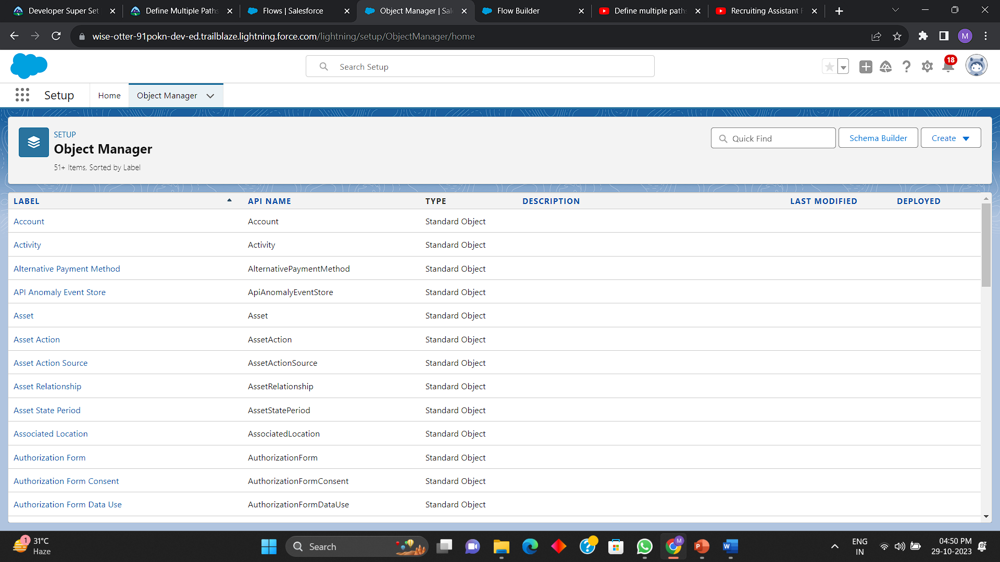 Developer Super Set
Define Multiple Paths
Flows | Salesforce
Object Manager | Sal
Flow Builder
Define multiple paths
Recruiting Assistant F
wise-otter-91pokn-dev-ed.trailblaze.lightning.force.com/lightning/setup/ObjectManager/home
M
Search Setup
18
Setup
Home
Object Manager
SETUP
Object Manager
51+ Items, Sorted by Label
Quick Find
Schema Builder
Create
LABEL API NAME TYPE DESCRIPTION LAST MODIFIED DEPLOYED
Account Account Standard Object
Activity Activity Standard Object
Alternative Payment Method AlternativePaymentMethod Standard Object
API Anomaly Event Store ApiAnomalyEventStore Standard Object
Asset Asset Standard Object
Asset Action AssetAction Standard Object
Asset Action Source AssetActionSource Standard Object
Asset Relationship AssetRelationship Standard Object
Asset State Period AssetStatePeriod Standard Object
Associated Location AssociatedLocation Standard Object
Authorization Form AuthorizationForm Standard Object
Authorization Form Consent AuthorizationFormConsent Standard Object
Authorization Form Data Use AuthorizationFormDataUse Standard Object
1
31°C
Haze
Search
M
P
W
ENG
IN
04:50 PM
29-10-2023